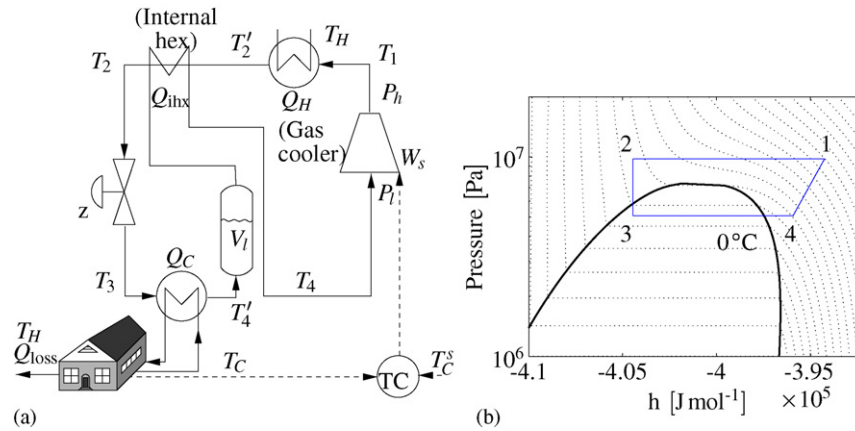 (Internal
hex)
T₂
T₂′
T_H
T₁
Q_ihx
Q_H
(Gas
cooler)
P_h
W_s
P_l
z
V_l
T₃
Q_C
T₄′
T₄
T_H
Q_loss
T_C
TC
T_C^s
(a)
Pressure [Pa]
10⁷
10⁶
2
1
3
0°C
4
-4.1
-4.05
-4
-3.95
h [J mol⁻¹]
×10⁵
(b)